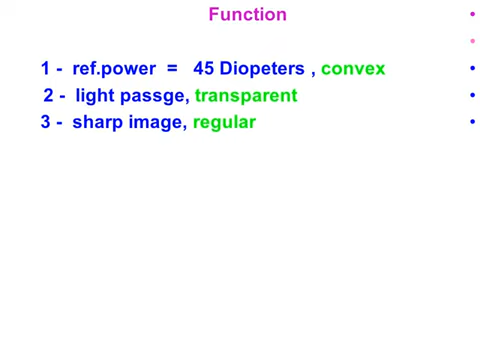 Function
1 - ref.power = 45 Diopeters , convex
2 - light passge, transparent
3 - sharp image, regular